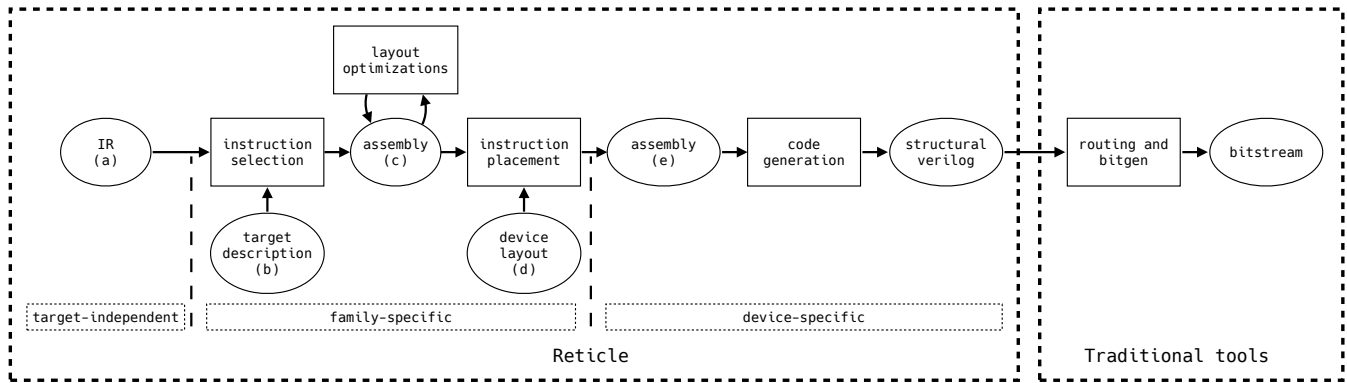 layout
optimizations
IR
(a)
instruction
selection
assembly
(c)
instruction
placement
assembly
(e)
code
generation
structural
verilog
routing and
bitgen
bitstream
target
description
(b)
device
layout
(d)
target-independent
family-specific
device-specific
Reticle
Traditional tools